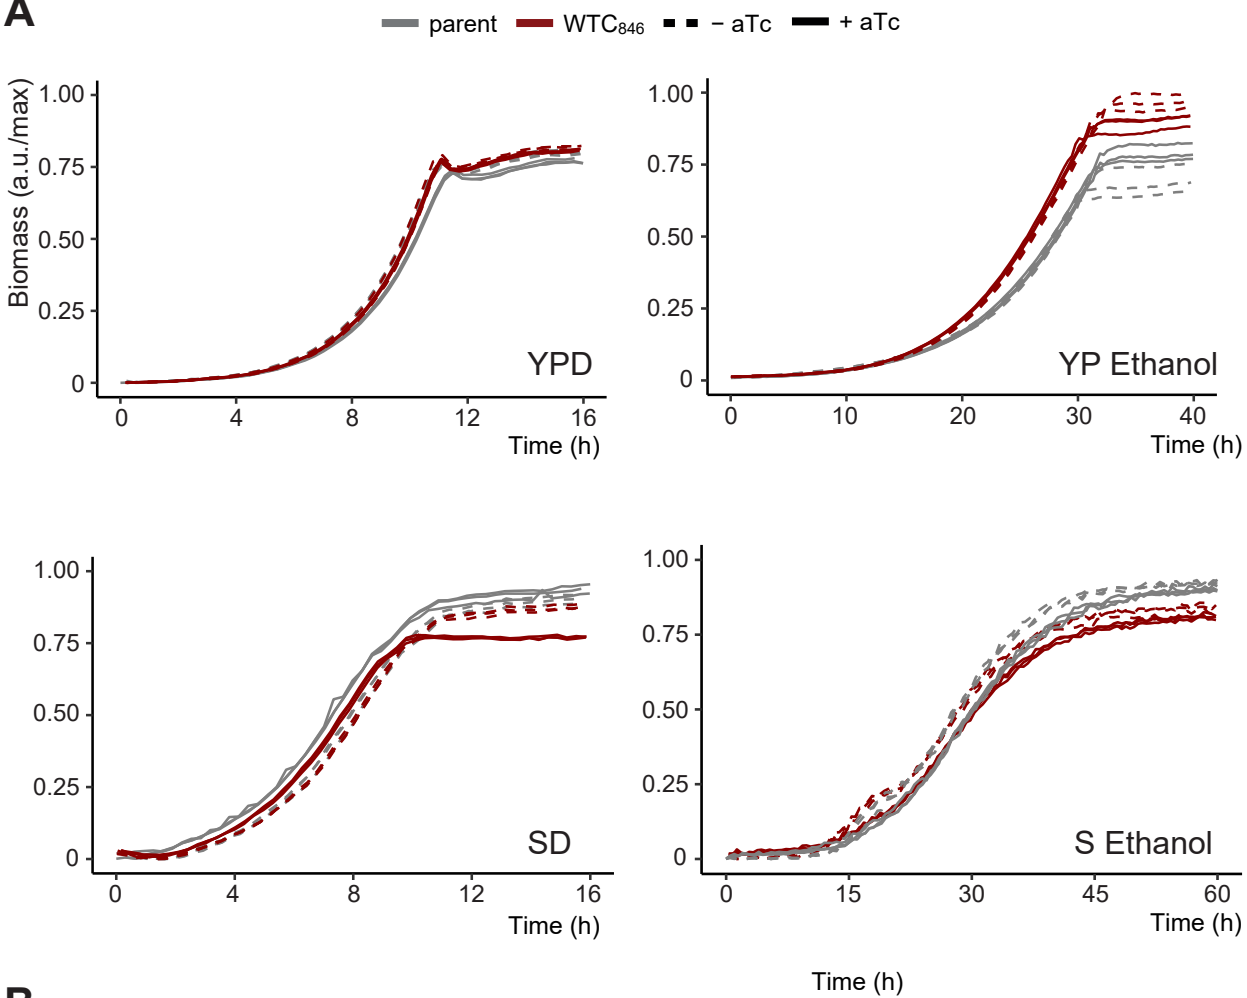 A
parent WTC₈₄₆ − aTc + aTc
Biomass (a.u./max)
1.00
0.75
0.50
0.25
0
YPD
0 4 8 12 16
Time (h)
1.00
0.75
0.50
0.25
0
YP Ethanol
0 10 20 30 40
Time (h)
1.00
0.75
0.50
0.25
0
SD
0 4 8 12 16
Time (h)
1.00
0.75
0.50
0.25
0
S Ethanol
0 15 30 45 60
Time (h)
Time (h)
B